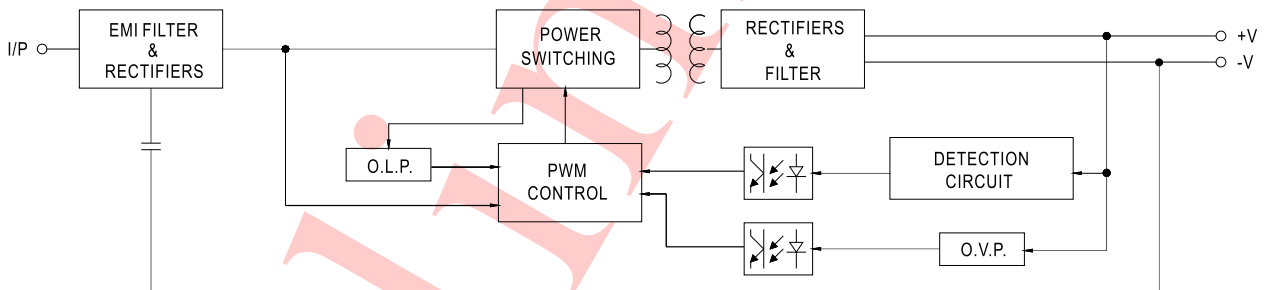 I/P
EMI FILTER
&
RECTIFIERS
POWER
SWITCHING
RECTIFIERS
&
FILTER
+V
-V
O.L.P.
PWM
CONTROL
DETECTION
CIRCUIT
O.V.P.